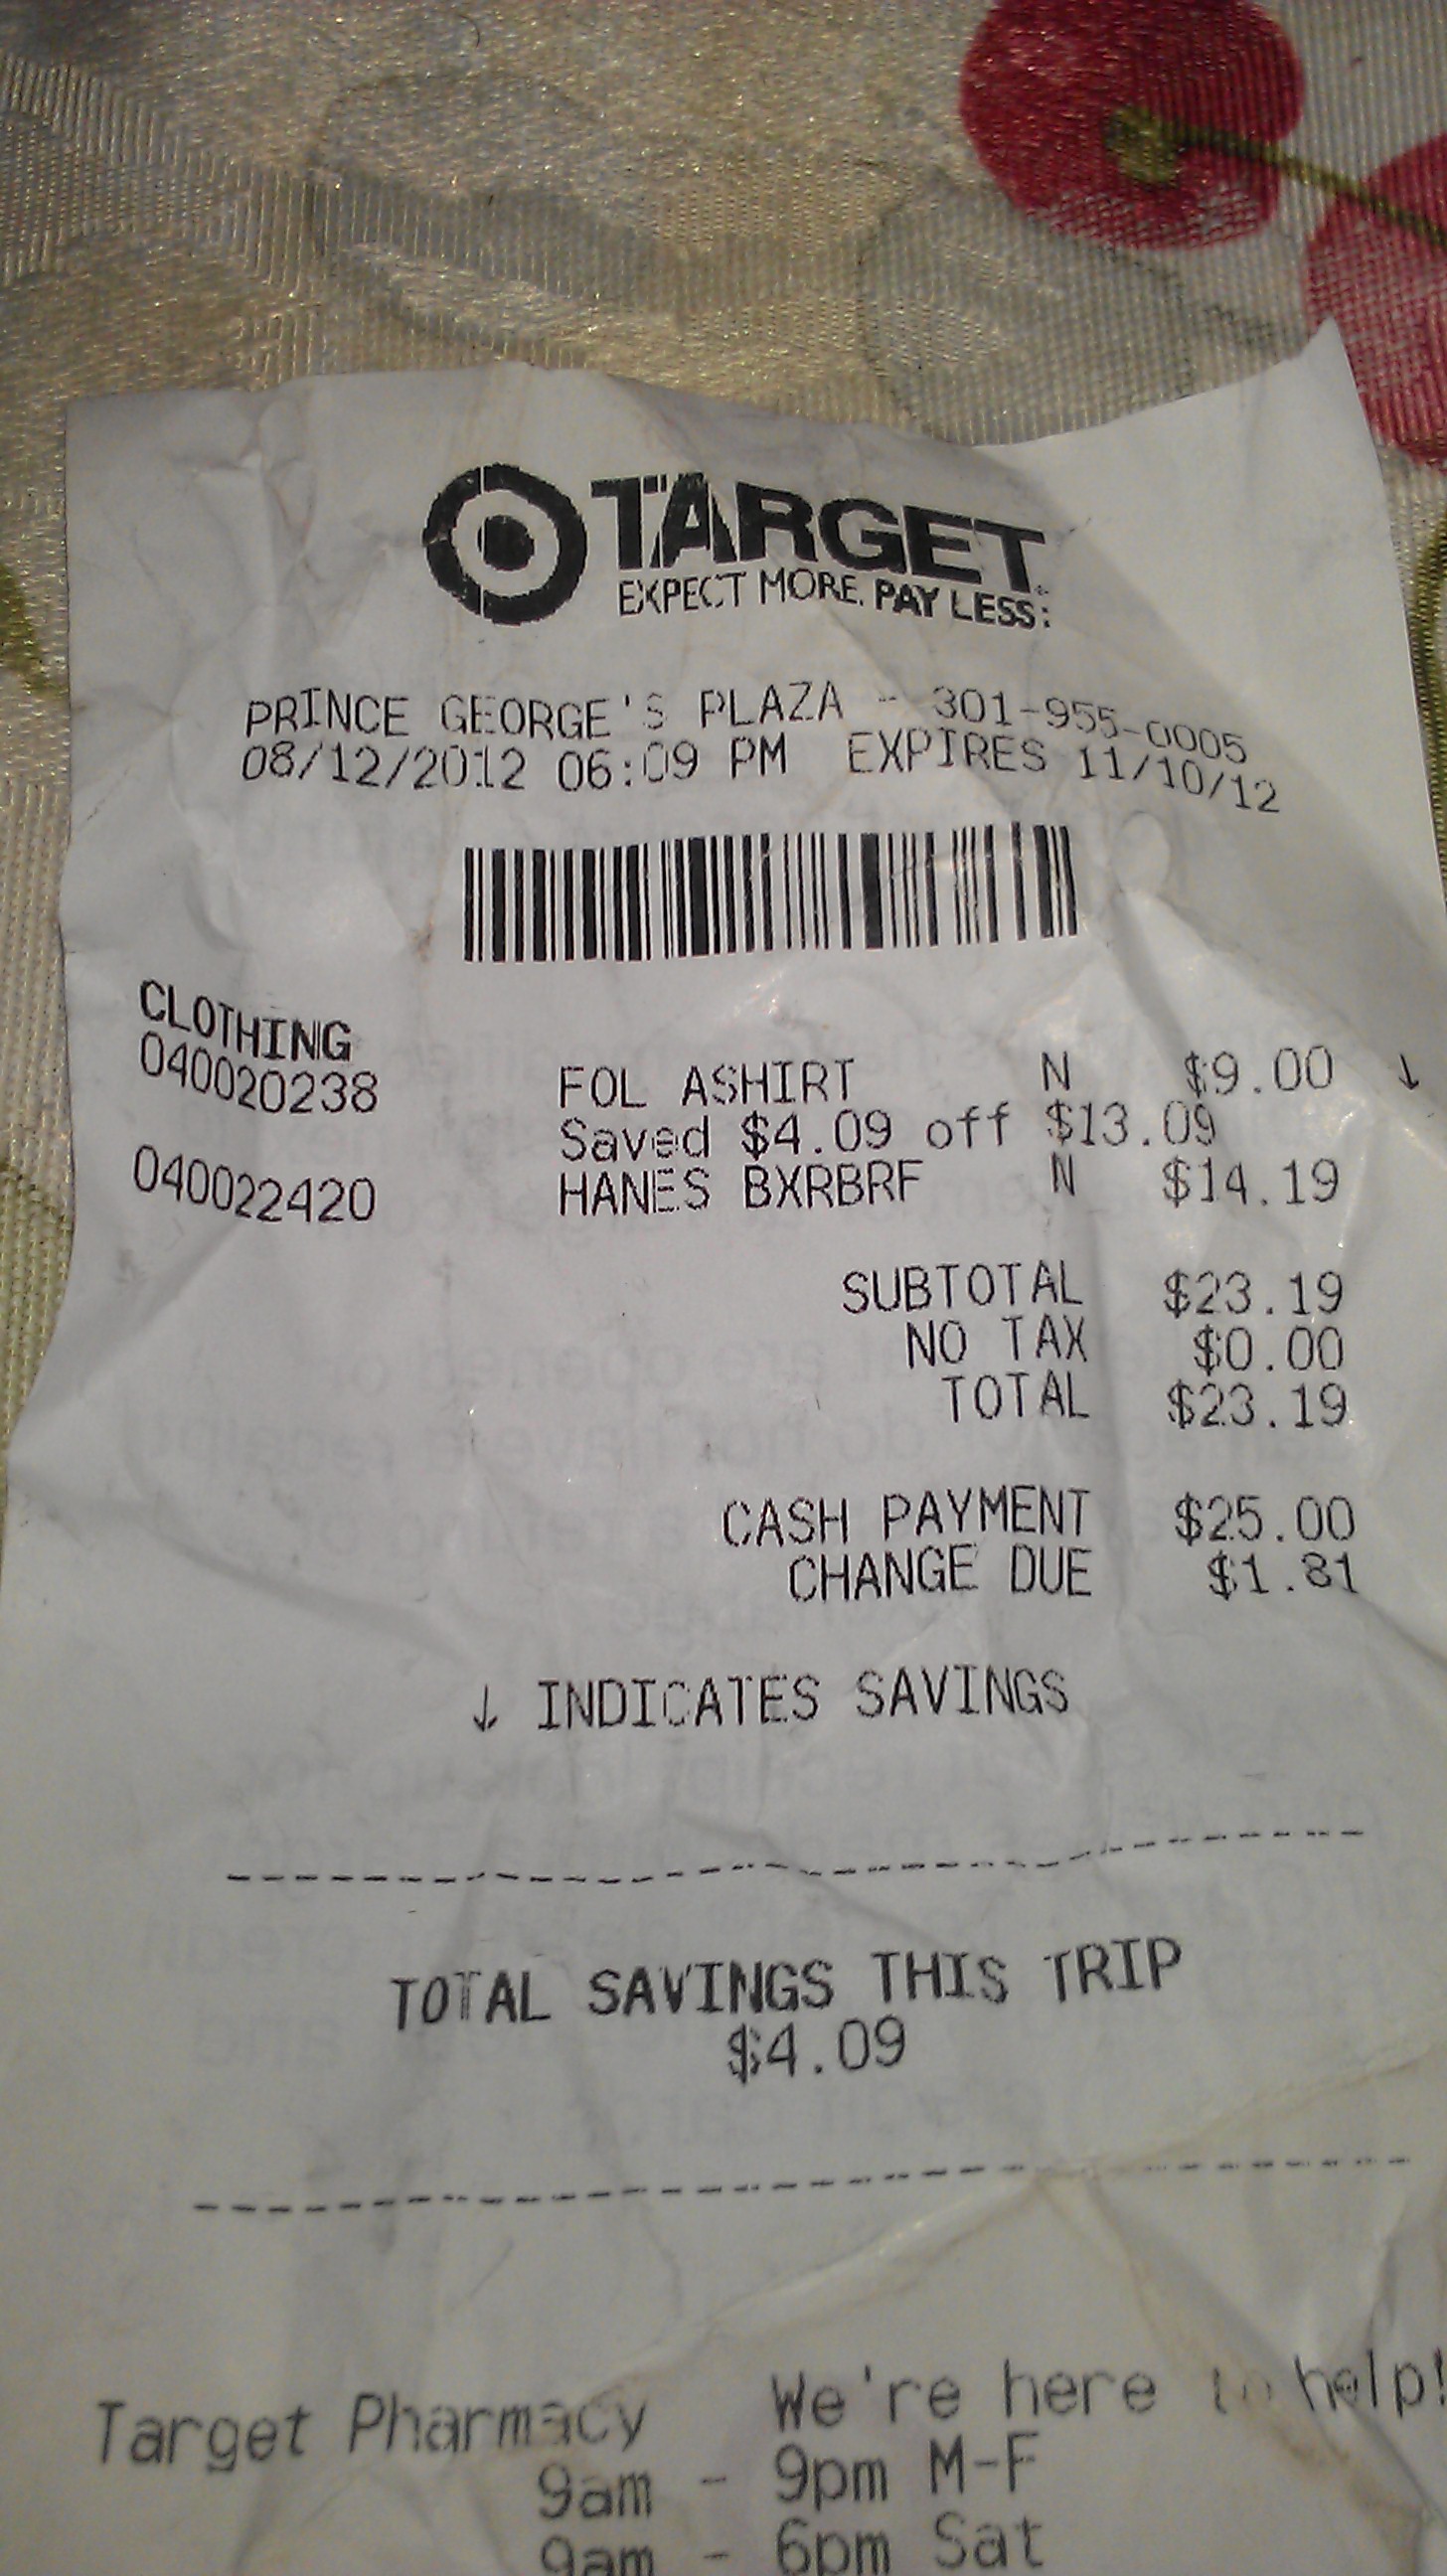 TARGET
EXPECT MORE. PAY LESS.
PRINCE GEORGE'S PLAZA - 301-955-0005
08/12/2012 06:09 PM EXPIRES 11/10/12
CLOTHING
040020238 FOL ASHIRT N $9.00 ↓
Saved $4.09 off $13.09
040022420 HANES BXRBRF N $14.19
SUBTOTAL $23.19
NO TAX $0.00
TOTAL $23.19
CASH PAYMENT $25.00
CHANGE DUE $1.81
↓ INDICATES SAVINGS
TOTAL SAVINGS THIS TRIP
$4.09
Target Pharmacy We're here to help!
9am - 9pm M-F
9am - 6pm Sat